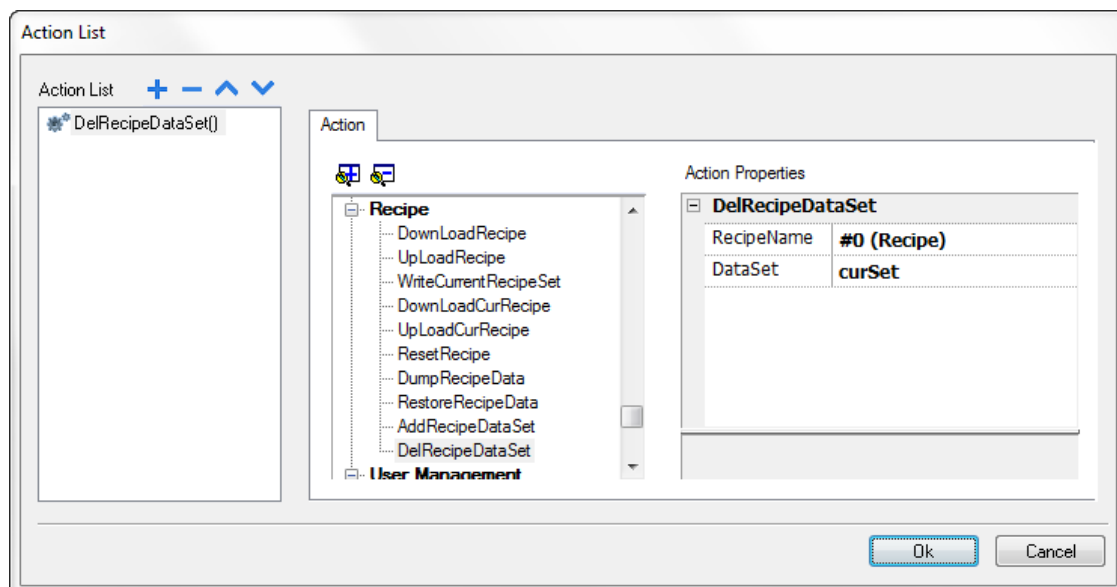 Action List
Action List
DelRecipeDataSet()
Action
Recipe
DownLoadRecipe
UpLoadRecipe
WriteCurrentRecipeSet
DownLoadCurRecipe
UpLoadCurRecipe
ResetRecipe
DumpRecipeData
RestoreRecipeData
AddRecipeDataSet
DelRecipeDataSet
User Management
Action Properties
DelRecipeDataSet
RecipeName #0 (Recipe)
DataSet curSet
Ok Cancel